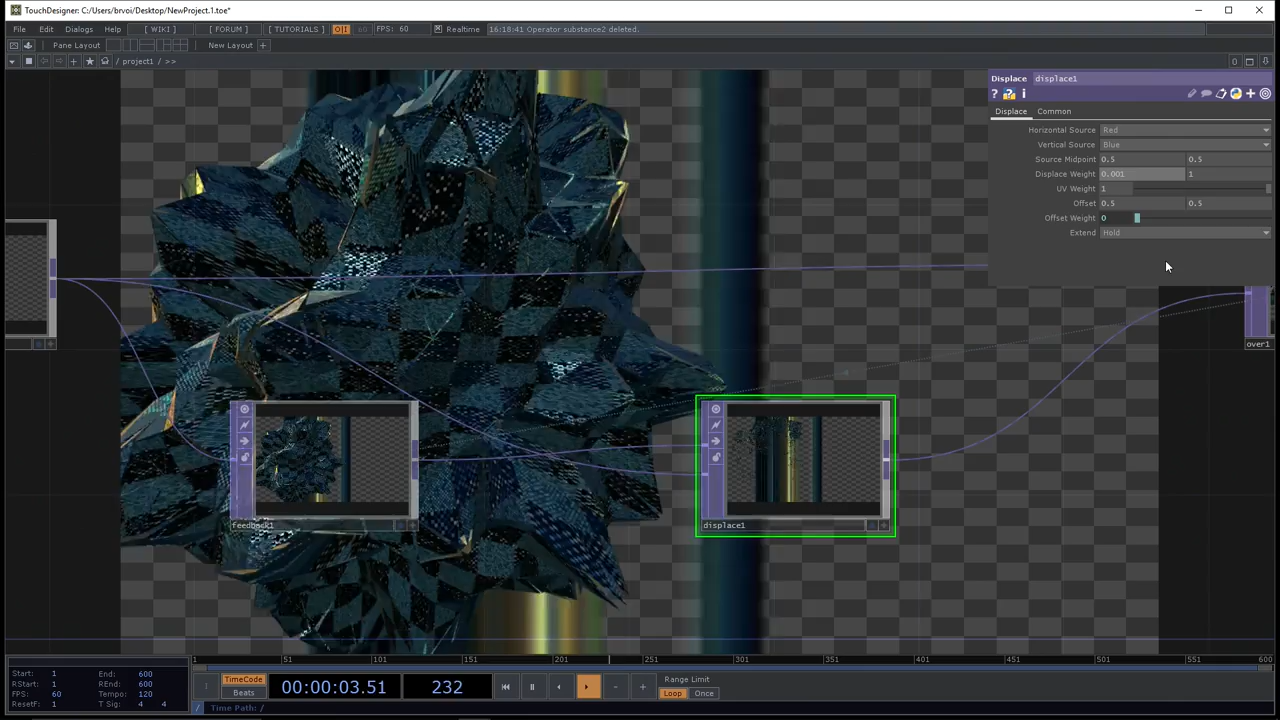 TouchDesigner: C:/Users/brvoi/Desktop/NewProject.1.toe*
File Edit Dialogs Help [ WIKI ] [ FORUM ] [ TUTORIALS ] O|I 60 FPS: 60 Realtime 16:18:41 Operator substance2 deleted.
Pane Layout New Layout +
/ project1 / >> 0
Displace displace1
? i
Displace Common
Horizontal Source Red
Vertical Source Blue
Source Midpoint 0.5 0.5
Displace Weight 0.001 1
UV Weight 1
Offset 0.5 0.5
Offset Weight 0
Extend Hold
over1
feedback1
displace1
1 51 101 151 201 251 301 351 401 451 501 551 600
Start: 1 End: 600
RStart: 1 REnd: 600
FPS: 60 Tempo: 120
ResetF: 1 T Sig: 4 4
TimeCode
Beats
00:00:03.51 232
Range Limit
Loop Once
/ Time Path: /